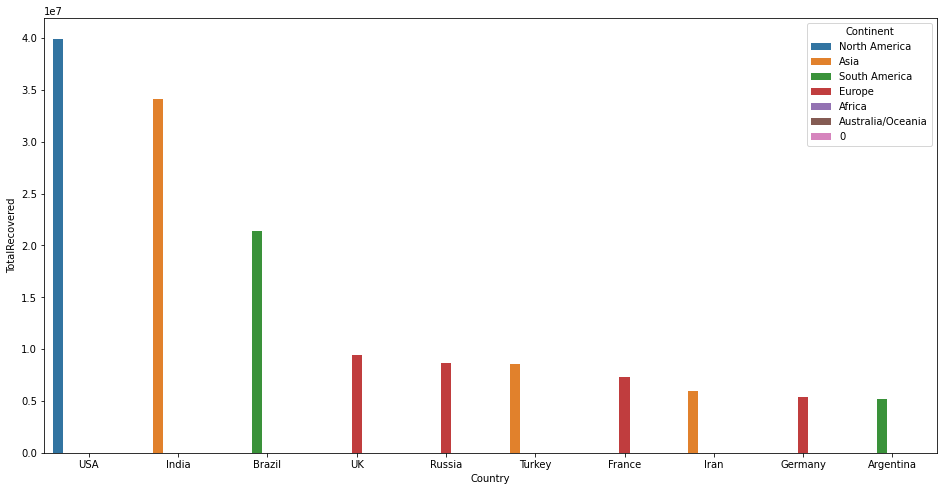 1e7
4.0
3.5
3.0
2.5
2.0
1.5
1.0
0.5
0.0
TotalRecovered
USA India Brazil UK Russia Turkey France Iran Germany Argentina
Country
Continent
North America
Asia
South America
Europe
Africa
Australia/Oceania
0